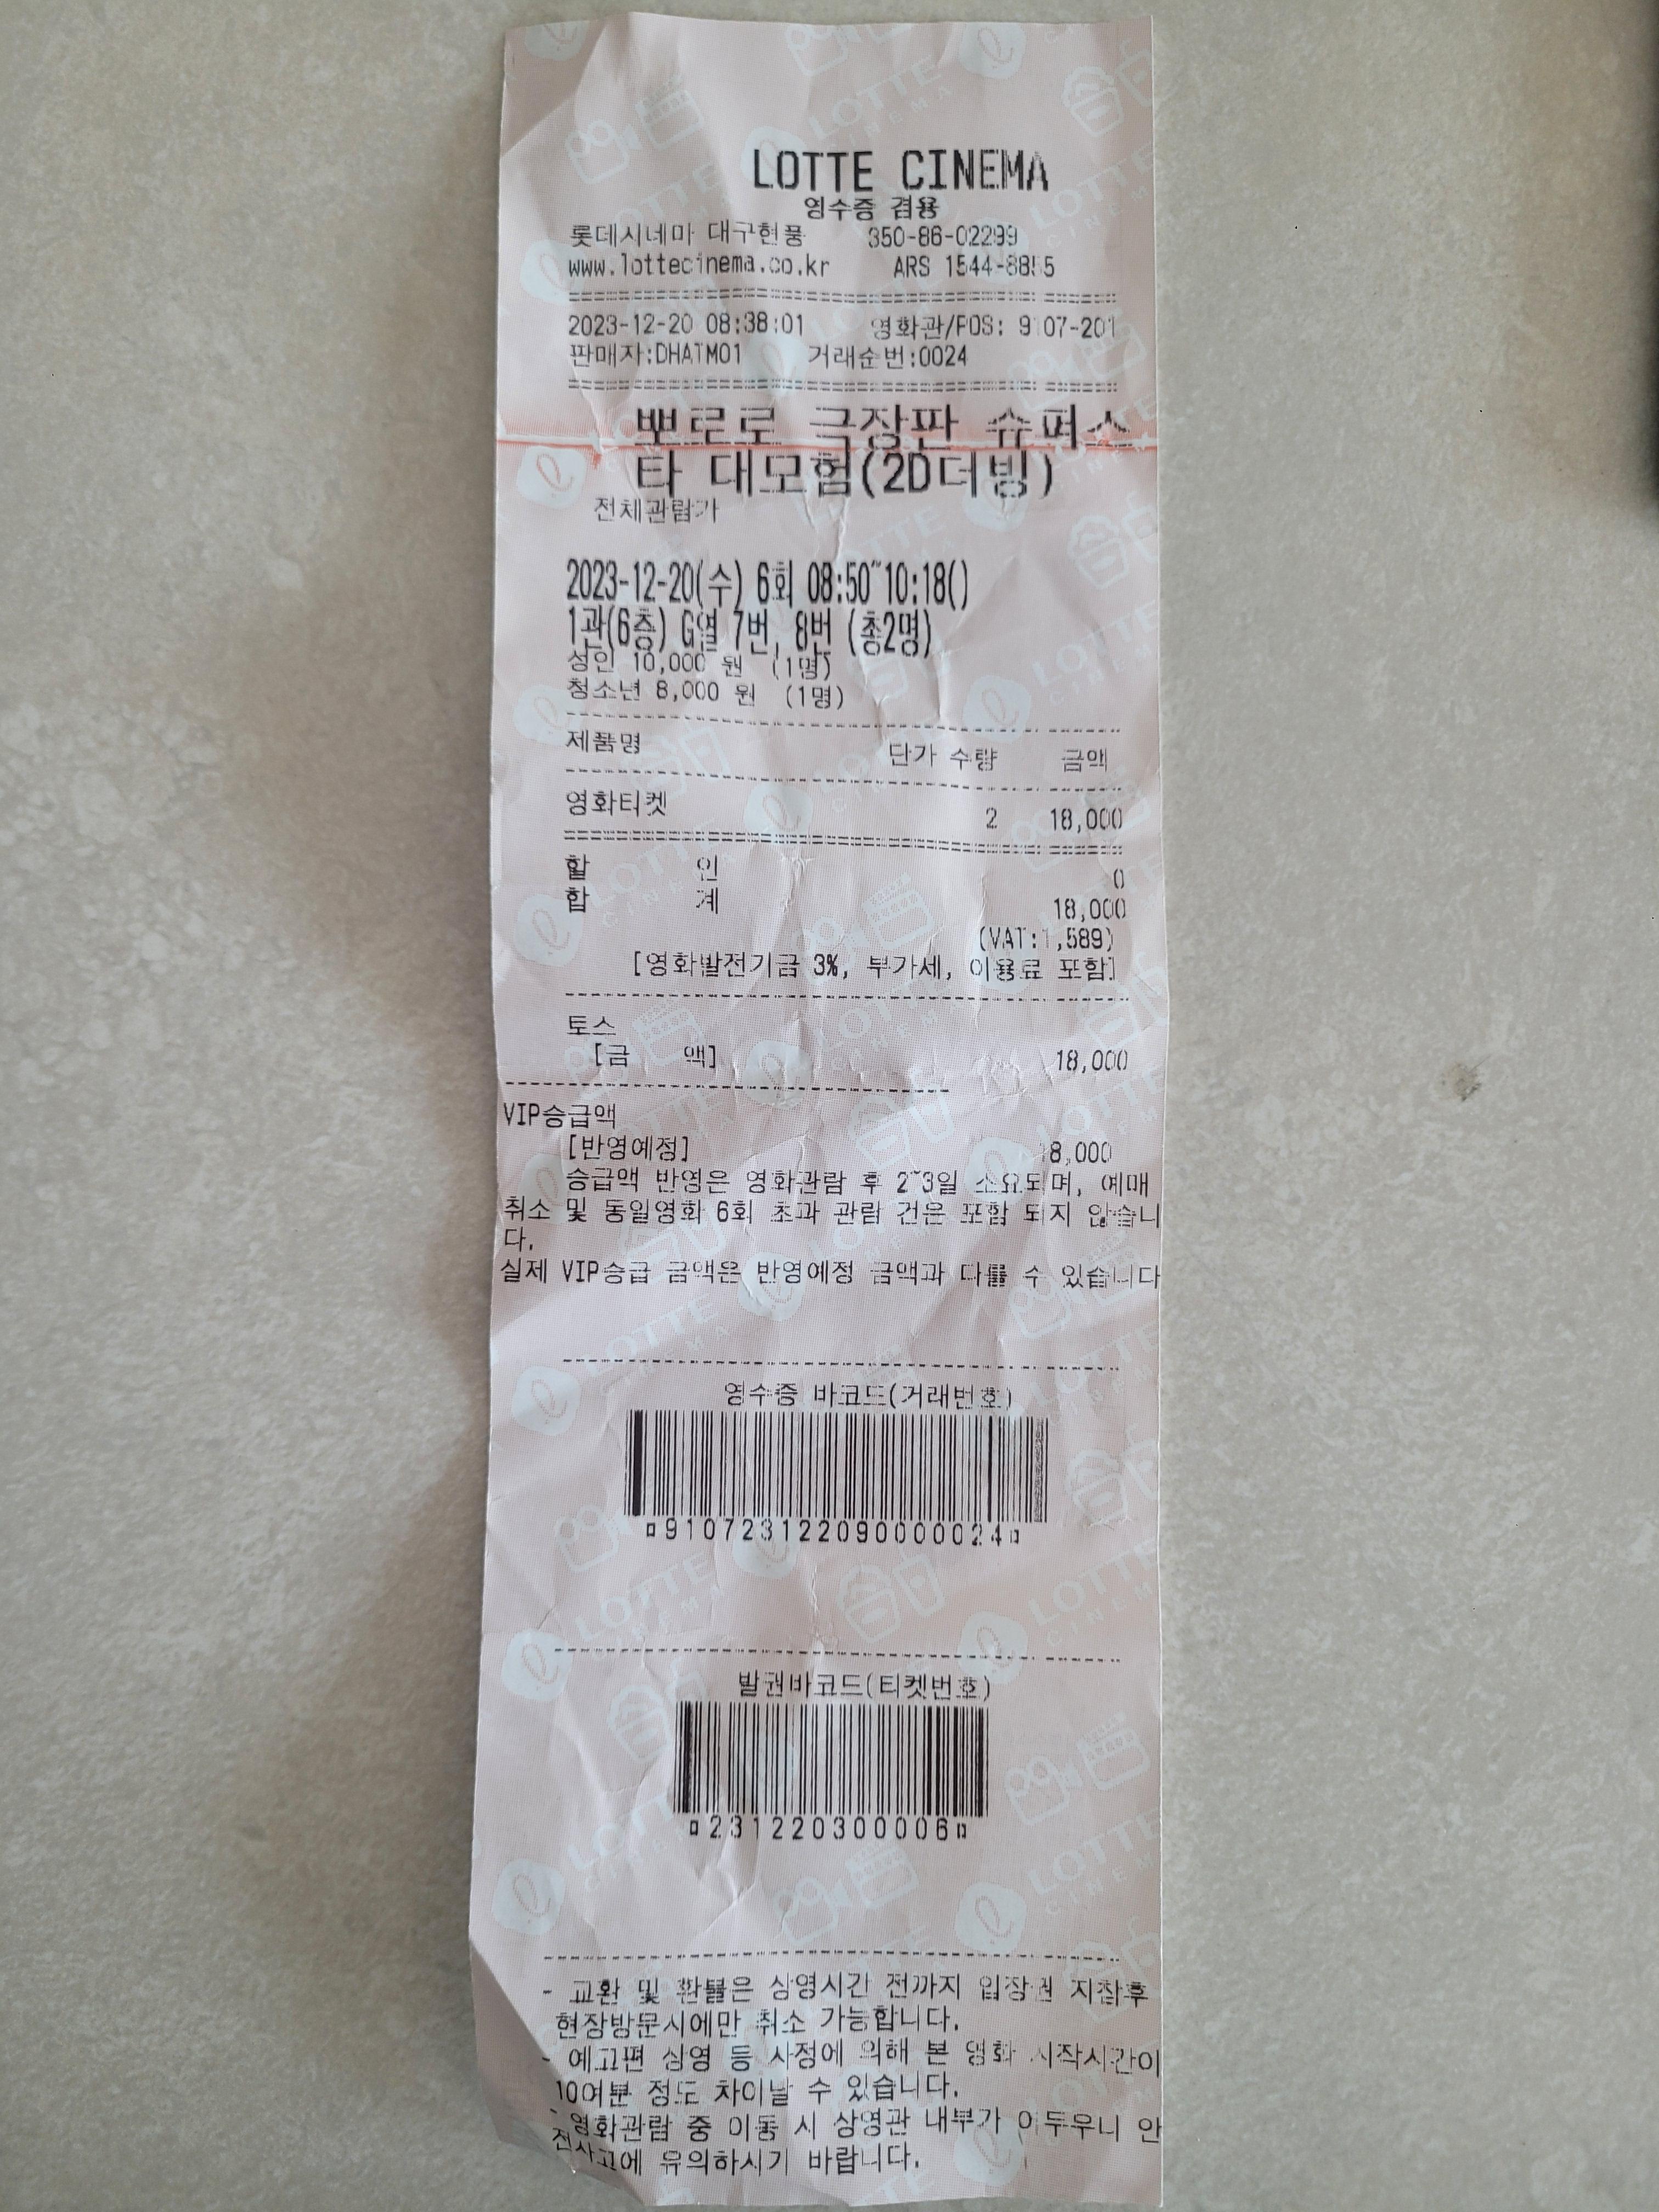 LOTTE CINEMA
영수증 겸용
롯데시네마 대구현풍 350-86-02299
www.lottecinema.co.kr ARS 1544-8855
2023-12-20 08:38:01 영화관/POS: 9107-201
판매자:DHATM01 거래순번:0024
뽀로로 극장판 슈퍼스
타 대모험(2D더빙)
전체관람가
2023-12-20(수) 6회 08:50~10:18()
1관(6층) G열 7번, 8번 (총2명)
성인 10,000 원 (1명)
청소년 8,000 원 (1명)
제품명 단가 수량 금액
영화티켓 2 18,000
할 인 0
합 계 18,000
(VAT:1,589)
[영화발전기금 3%, 부가세, 이용료 포함]
토스
[금 액] 18,000
VIP승급액
[반영예정] 18,000
승급액 반영은 영화관람 후 2~3일 소요되며, 예매
취소 및 동일영화 6회 초과 관람 건은 포함 되지 않습니
다.
실제 VIP승급 금액은 반영예정 금액과 다를 수 있습니다
영수증 바코드(거래번호)
910723122090000024
발권바코드(티켓번호)
231220300006
- 교환 및 환불은 상영시간 전까지 입장권 지참후
현장방문시에만 취소 가능합니다.
- 예고편 상영 등 사정에 의해 본 영화 시작시간이
10여분 정도 차이날 수 있습니다.
- 영화관람 중 이동 시 상영관 내부가 어두우니 안
전사고에 유의하시기 바랍니다.